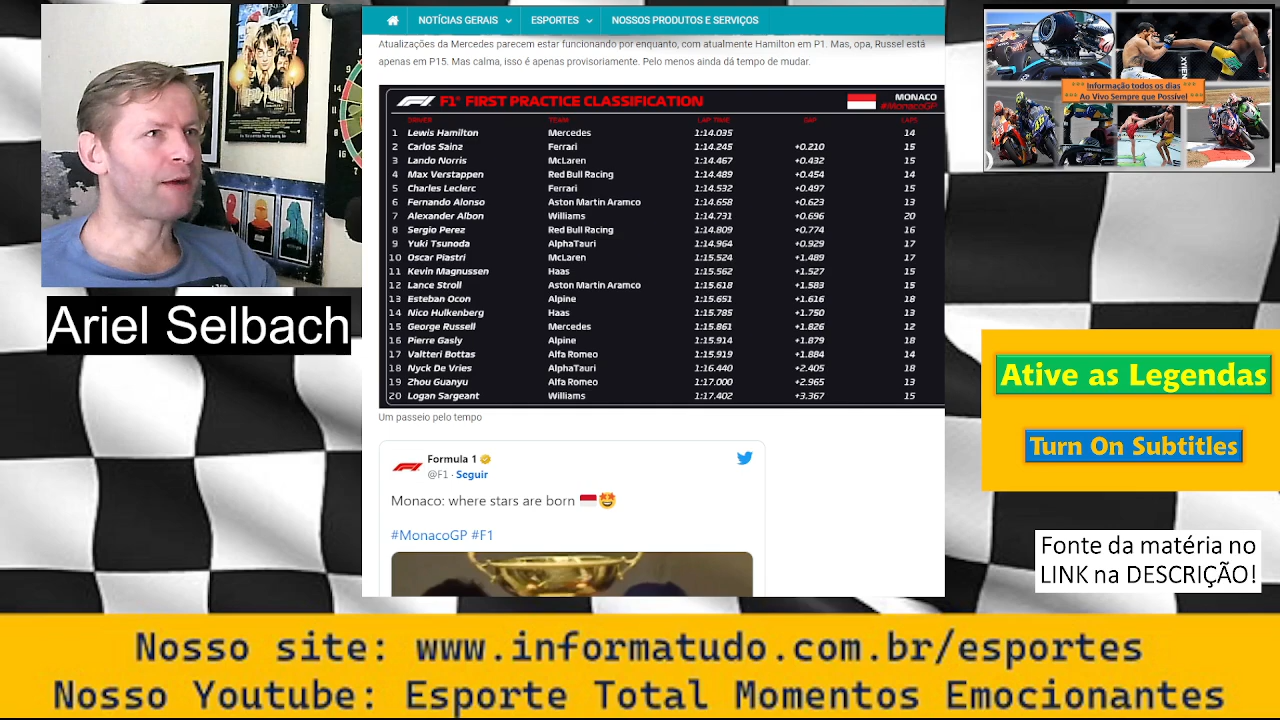 NOTÍCIAS GERAIS ESPORTES NOSSOS PRODUTOS E SERVIÇOS
Atualizações da Mercedes parecem estar funcionando por enquanto, com atualmente Hamilton em P1. Mas, opa, Russel está
apenas em P15. Mas calma, isso é apenas provisoriamente. Pelo menos ainda dá tempo de mudar.
F1 FIRST PRACTICE CLASSIFICATION MONACO
#MonacoGP
DRIVER TEAM LAP TIME GAP LAPS
1 Lewis Hamilton Mercedes 1:14.035 14
2 Carlos Sainz Ferrari 1:14.245 +0.210 15
3 Lando Norris McLaren 1:14.467 +0.432 15
4 Max Verstappen Red Bull Racing 1:14.489 +0.454 14
5 Charles Leclerc Ferrari 1:14.532 +0.497 15
6 Fernando Alonso Aston Martin Aramco 1:14.658 +0.623 13
7 Alexander Albon Williams 1:14.731 +0.696 20
8 Sergio Perez Red Bull Racing 1:14.809 +0.774 16
9 Yuki Tsunoda AlphaTauri 1:14.964 +0.929 17
10 Oscar Piastri McLaren 1:15.524 +1.489 17
11 Kevin Magnussen Haas 1:15.562 +1.527 15
12 Lance Stroll Aston Martin Aramco 1:15.618 +1.583 15
13 Esteban Ocon Alpine 1:15.651 +1.616 18
14 Nico Hulkenberg Haas 1:15.785 +1.750 13
15 George Russell Mercedes 1:15.861 +1.826 12
16 Pierre Gasly Alpine 1:15.914 +1.879 18
17 Valtteri Bottas Alfa Romeo 1:15.919 +1.884 14
18 Nyck De Vries AlphaTauri 1:16.440 +2.405 18
19 Zhou Guanyu Alfa Romeo 1:17.000 +2.965 13
20 Logan Sargeant Williams 1:17.402 +3.367 15
Um passeio pelo tempo
Formula 1
@F1 · Seguir
Monaco: where stars are born
#MonacoGP #F1
Ariel Selbach
*** Informação todos os dias ***
*** Ao Vivo Sempre que Possível ***
Ative as Legendas
Turn On Subtitles
Fonte da matéria no
LINK na DESCRIÇÃO!
Nosso site: www.informatudo.com.br/esportes
Nosso Youtube: Esporte Total Momentos Emocionantes